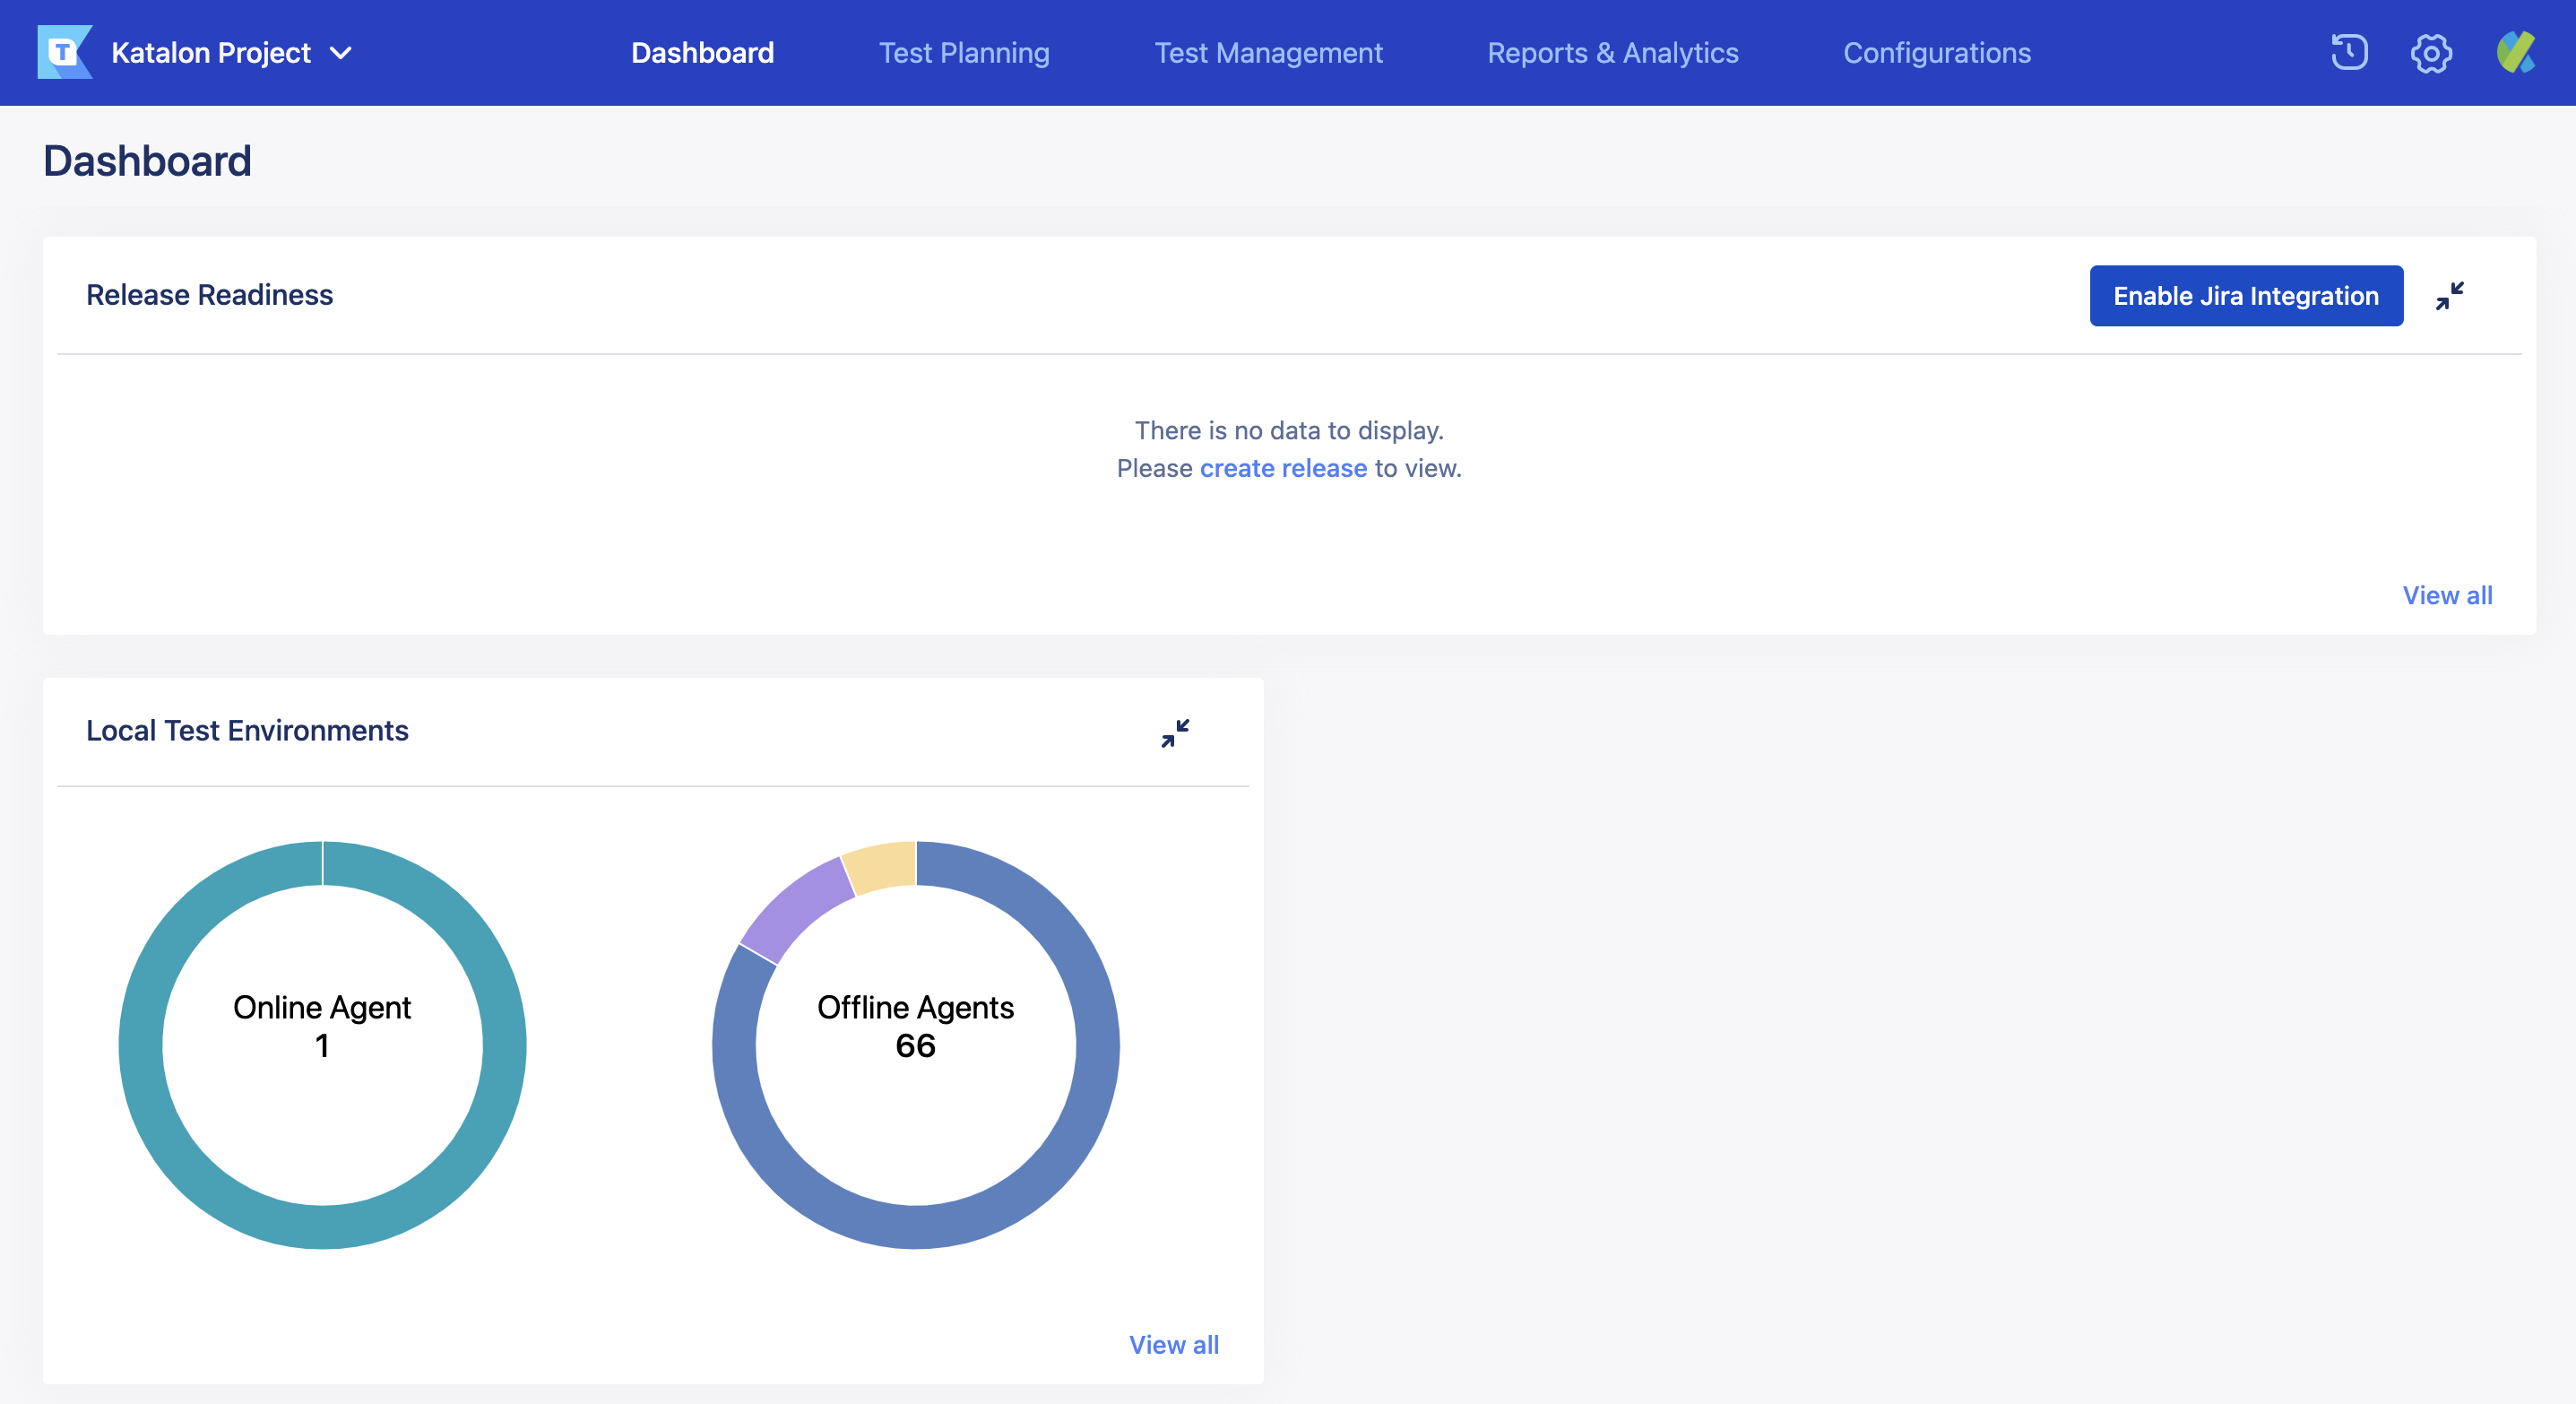 T
Katalon Project
Dashboard
Test Planning
Test Management
Reports & Analytics
Configurations
Dashboard
Release Readiness
Enable Jira Integration
There is no data to display.
Please create release to view.
View all
Local Test Environments
Online Agent
1
Offline Agents
66
View all